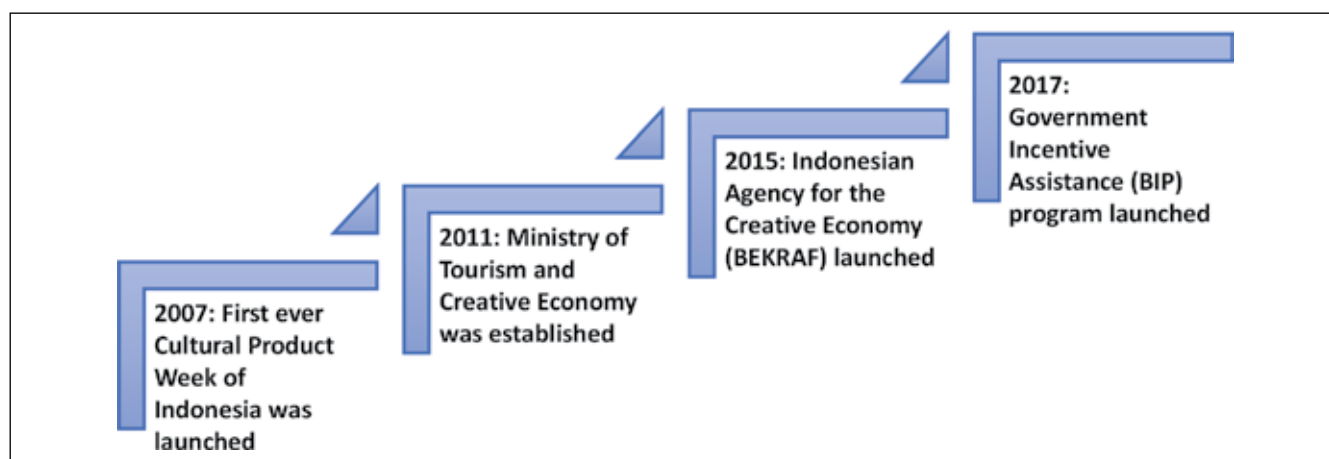 2007: First ever
Cultural Product
Week of
Indonesia was
launched
2011: Ministry of
Tourism and
Creative Economy
was established
2015: Indonesian
Agency for the
Creative Economy
(BEKRAF) launched
2017:
Government
Incentive
Assistance (BIP)
program launched